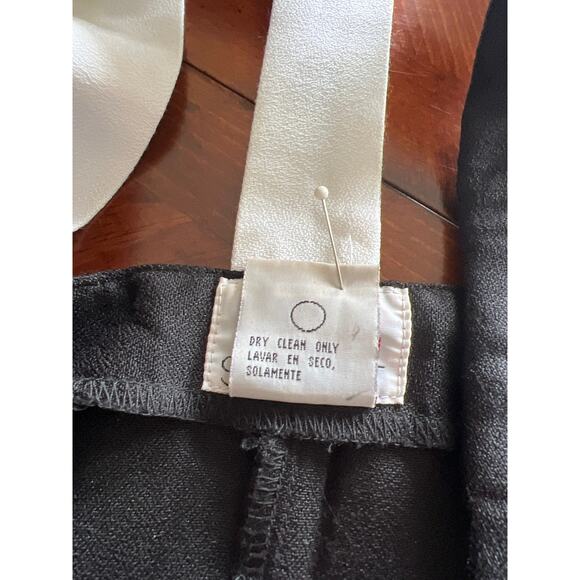 DRY CLEAN ONLY
LAVAR EN SECO,
SOLAMENTE